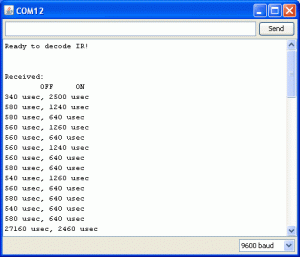 COM12
Send
Ready to decode IR!
Received:
OFF ON
340 usec, 2500 usec
580 usec, 1240 usec
580 usec, 640 usec
560 usec, 1260 usec
560 usec, 640 usec
560 usec, 1240 usec
560 usec, 640 usec
580 usec, 640 usec
540 usec, 1260 usec
560 usec, 640 usec
580 usec, 640 usec
540 usec, 640 usec
580 usec, 640 usec
27160 usec, 2460 usec
9600 baud